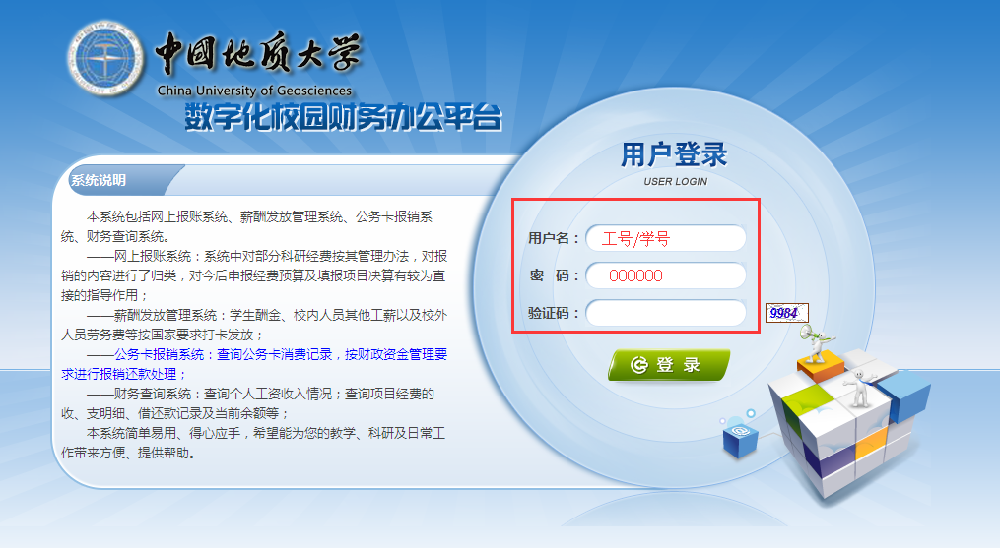 中國地质大学
China University of Geosciences
数字化校园财务办公平台
系统说明
本系统包括网上报账系统、薪酬发放管理系统、公务卡报销系
统、财务查询系统。
——网上报账系统：系统中对部分科研经费按其管理办法，对报
销的内容进行了归类，对今后申报经费预算及填报项目决算有较为直
接的指导作用；
——薪酬发放管理系统：学生酬金、校内人员其他工薪以及校外
人员劳务费等按国家要求打卡发放；
——公务卡报销系统：查询公务卡消费记录，按财政资金管理要
求进行报销还款处理；
——财务查询系统：查询个人工资收入情况；查询项目经费的
收、支明细、借还款记录及当前余额等；
本系统简单易用、得心应手，希望能为您的教学、科研及日常工
作带来方便、提供帮助。
用户登录
USER LOGIN
用户名： 工号/学号
密 码： 000000
验证码：
9984
登 录